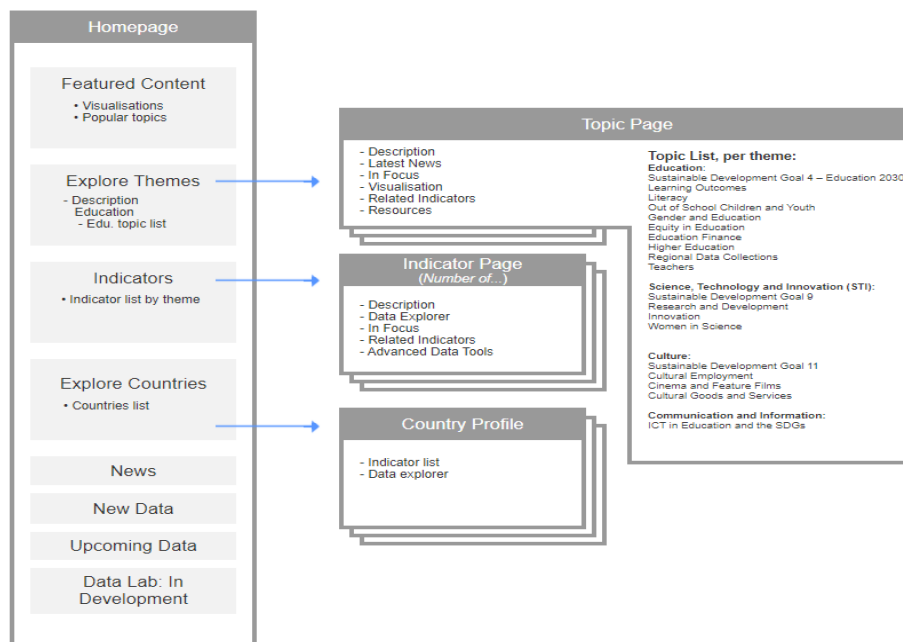 Homepage
Featured Content
• Visualisations
• Popular topics
Explore Themes
- Description
Education
- Edu. topic list
Indicators
• Indicator list by theme
Explore Countries
• Countries list
News
New Data
Upcoming Data
Data Lab: In
Development
Topic Page
- Description
- Latest News
- In Focus
- Visualisation
- Related Indicators
- Resources
Topic List, per theme:
Education:
Sustainable Development Goal 4 – Education 2030
Learning Outcomes
Literacy
Out of School Children and Youth
Gender and Education
Equity in Education
Education Finance
Higher Education
Regional Data Collections
Teachers
Science, Technology and Innovation (STI):
Sustainable Development Goal 9
Research and Development
Innovation
Women in Science
Culture:
Sustainable Development Goal 11
Cultural Employment
Cinema and Feature Films
Cultural Goods and Services
Communication and Information:
ICT in Education and the SDGs
Indicator Page
(Number of...)
- Description
- Data Explorer
- In Focus
- Related Indicators
- Advanced Data Tools
Country Profile
- Indicator list
- Data explorer